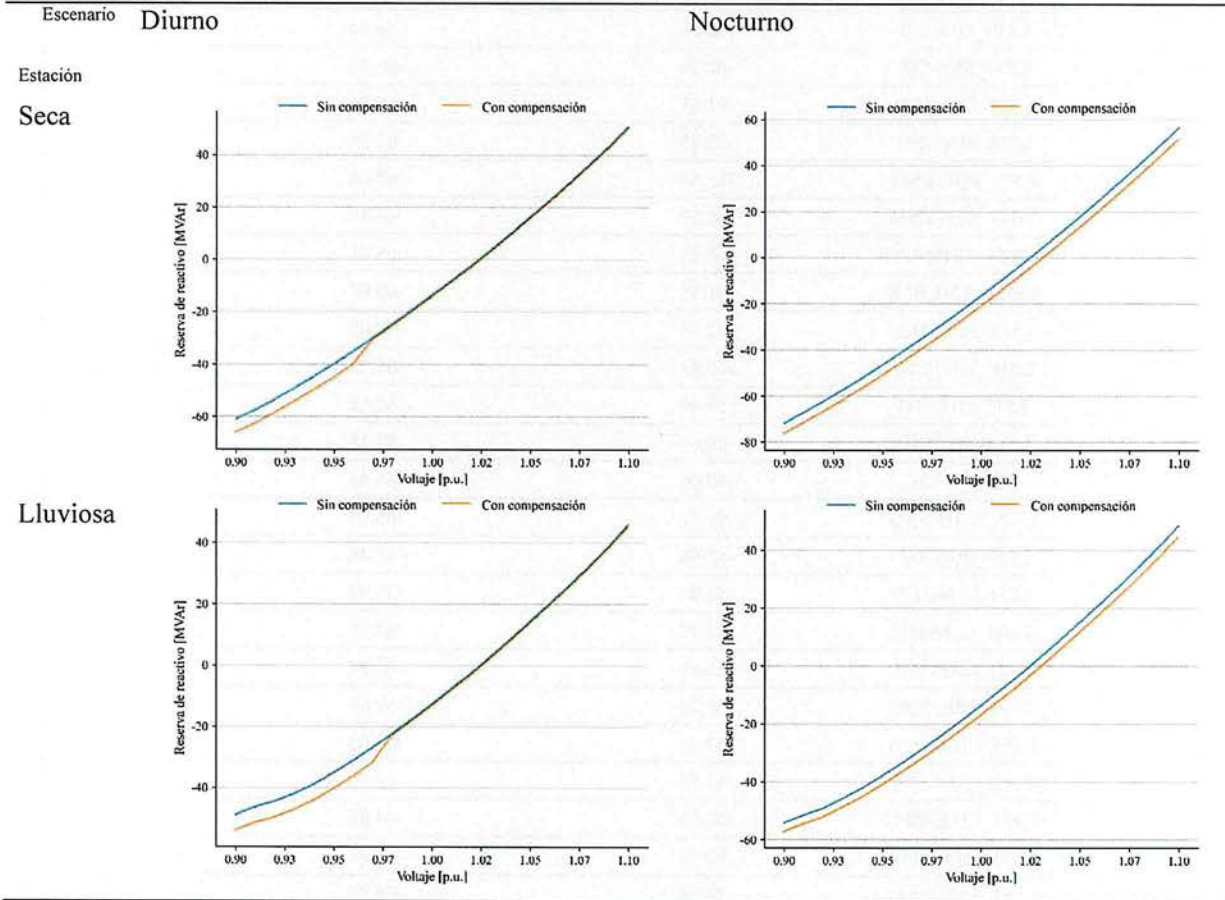 Escenario Diurno Nocturno
Estación
Seca
Sin compensación Con compensación
Reserva de reactivo [MVAr]
40
20
0
-20
-40
-60
0.90 0.93 0.95 0.97 1.00 1.02 1.05 1.07 1.10
Voltaje [p.u.]
Sin compensación Con compensación
Reserva de reactivo [MVAr]
60
40
20
0
-20
-40
-60
-80
0.90 0.93 0.95 0.97 1.00 1.02 1.05 1.07 1.10
Voltaje [p.u.]
Lluviosa
Sin compensación Con compensación
Reserva de reactivo [MVAr]
40
20
0
-20
-40
0.90 0.93 0.95 0.97 1.00 1.02 1.05 1.07 1.10
Voltaje [p.u.]
Sin compensación Con compensación
Reserva de reactivo [MVAr]
40
20
0
-20
-40
-60
0.90 0.93 0.95 0.97 1.00 1.02 1.05 1.07 1.10
Voltaje [p.u.]